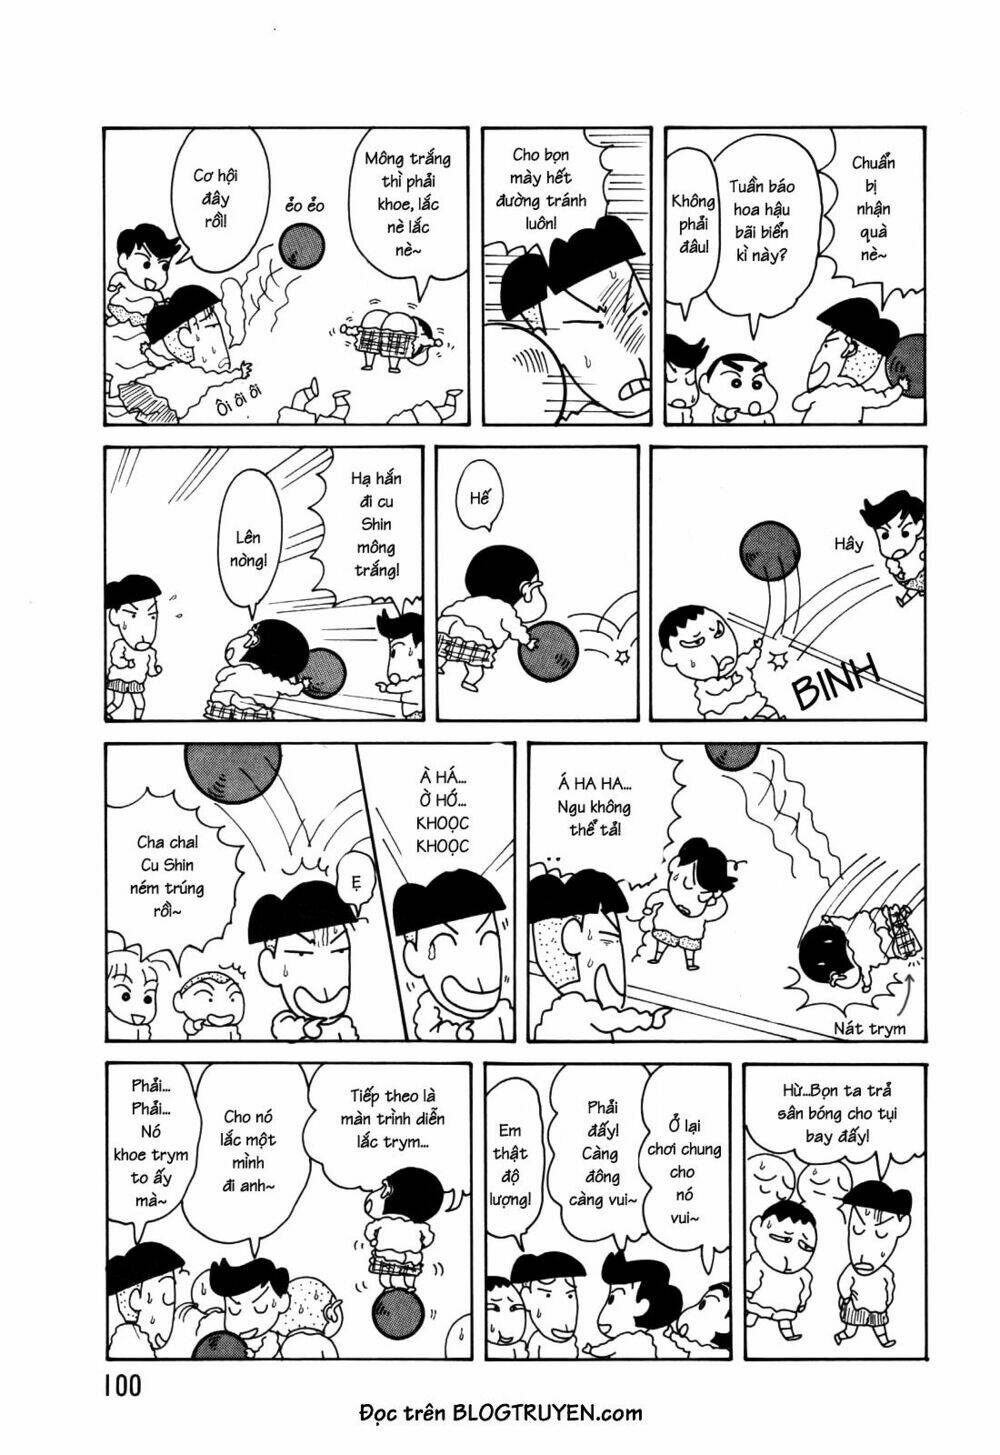 Chuẩn
bị
nhận
quà
nè~
Tuần báo
hoa hậu
bãi biển
kì này?
Không
phải
đâu!
Cho bọn
mày hết
đường tránh
luôn!
Mông trắng
thì phải
khoe, lắc
nè lắc
nè~
ẻo ẻo
Cơ hội
đây
rồi!
Ôi ôi ôi
Hây
BINH
Hế
Hạ hắn
đi cu
Shin
mông
trắng!
Lên
nòng!
Á HA HA...
Ngu không
thể tả!
Nát trym
À HÁ...
Ờ HỚ...
KHOỌC
KHOỌC
Ẹ
Cha cha!
Cu Shin
ném trúng
rồi~
Hừ...Bọn ta trả
sân bóng cho tụi
bay đấy!
Ở lại
chơi chung
cho
nó
vui~
Phải
đấy!
Càng
đông
càng vui~
Em
thật
độ
lượng!
Tiếp theo là
màn trình diễn
lắc trym...
Cho nó
lắc một
mình
đi anh~
Phải...
Phải...
Nó
khoe trym
to ấy
mà~
100
Đọc trên BLOGTRUYEN.com